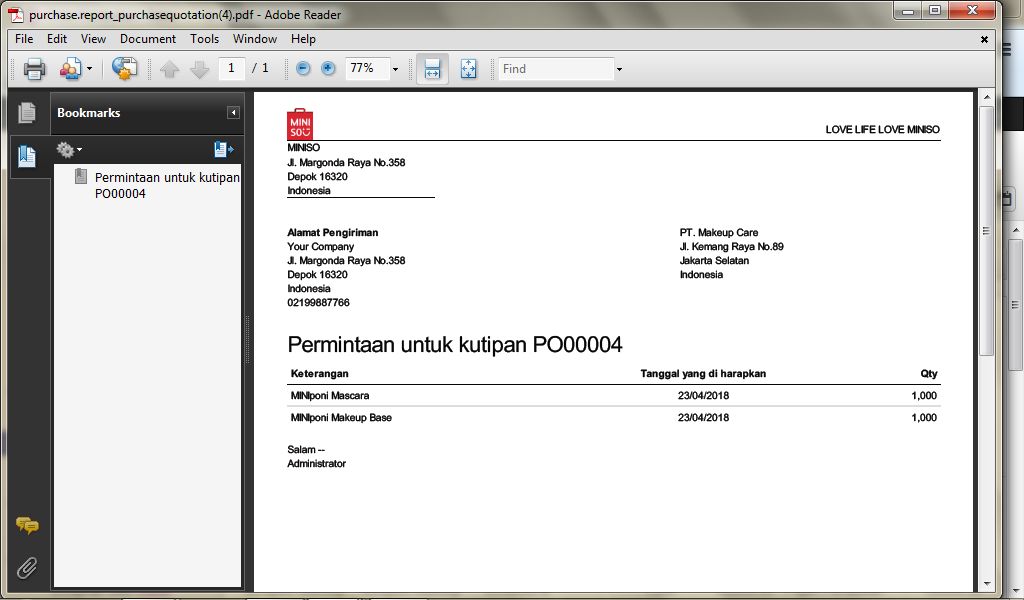 purchase.report_purchasequotation(4).pdf - Adobe Reader
File Edit View Document Tools Window Help
1 / 1 77% Find
Bookmarks
Permintaan untuk kutipan
PO00004
MINI
SO
LOVE LIFE LOVE MINISO
MINISO
Jl. Margonda Raya No.358
Depok 16320
Indonesia
Alamat Pengiriman
Your Company
Jl. Margonda Raya No.358
Depok 16320
Indonesia
02199887766
PT. Makeup Care
Jl. Kemang Raya No.89
Jakarta Selatan
Indonesia
Permintaan untuk kutipan PO00004
Keterangan Tanggal yang di harapkan Qty
MINIponi Mascara 23/04/2018 1,000
MINIponi Makeup Base 23/04/2018 1,000
Salam --
Administrator